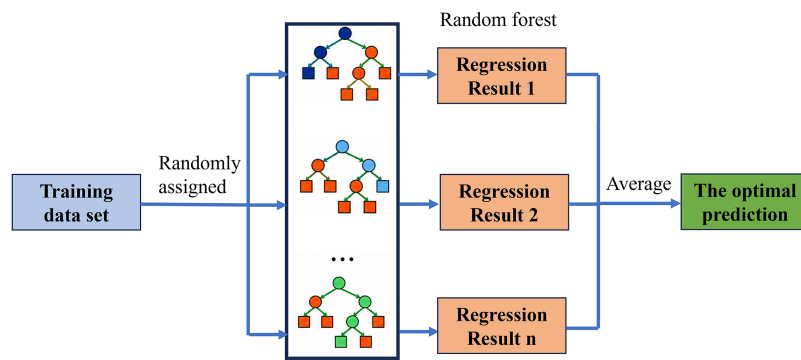 Random forest
Regression
Result 1
Randomly
assigned
Training
data set
Regression
Result 2
Average
The optimal
prediction
...
Regression
Result n